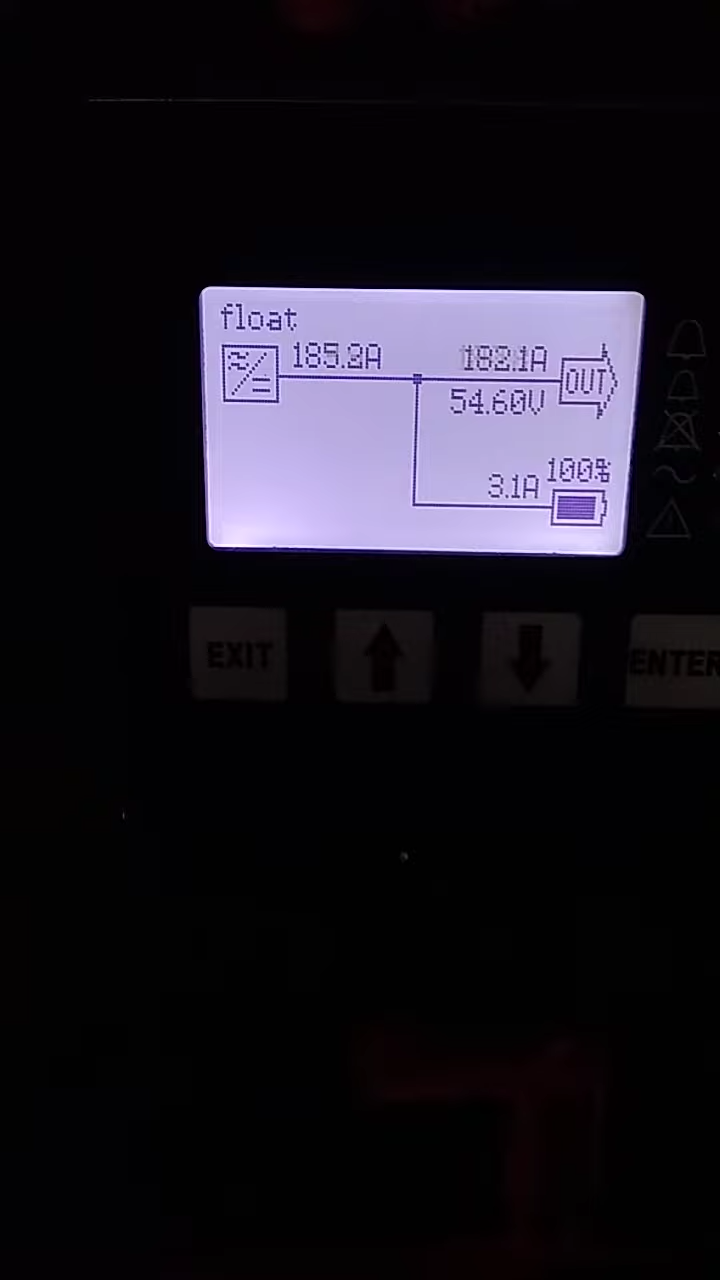 float
185.2A
182.1A
OUT
54.60V
100%
3.1A
EXIT
ENTER